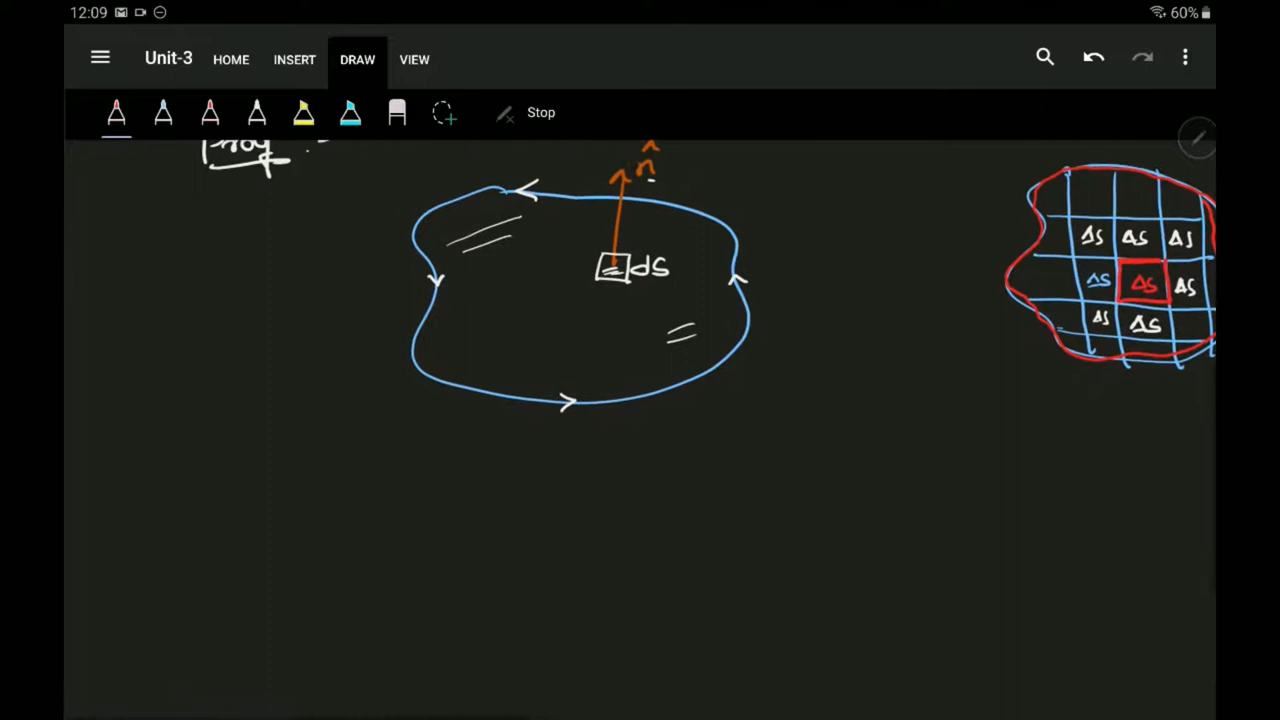 12:09 60%
Unit-3 HOME INSERT DRAW VIEW
Stop
n̂
ds
Δs Δs Δs
Δs Δs Δs
Δs Δs